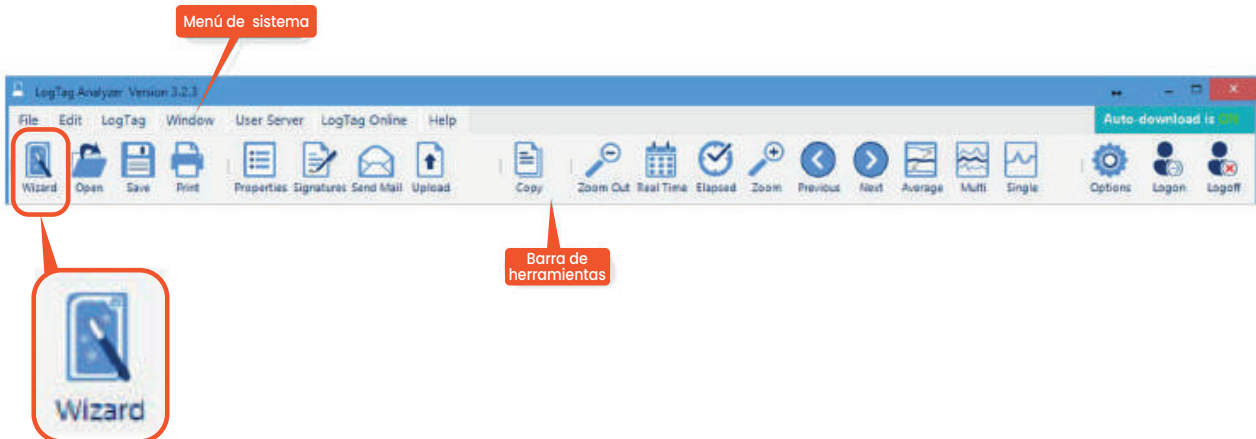 Menú de sistema
LogTag Analyzer Version 3.2.3
File Edit LogTag Window User Server LogTag Online Help
Auto-download is ON
Wizard Open Save Print Properties Signatures Send Mail Upload Copy Zoom Out Real Time Elapsed Zoom Previous Next Average Multi Single Options Logon Logoff
Barra de
herramientas
Wizard